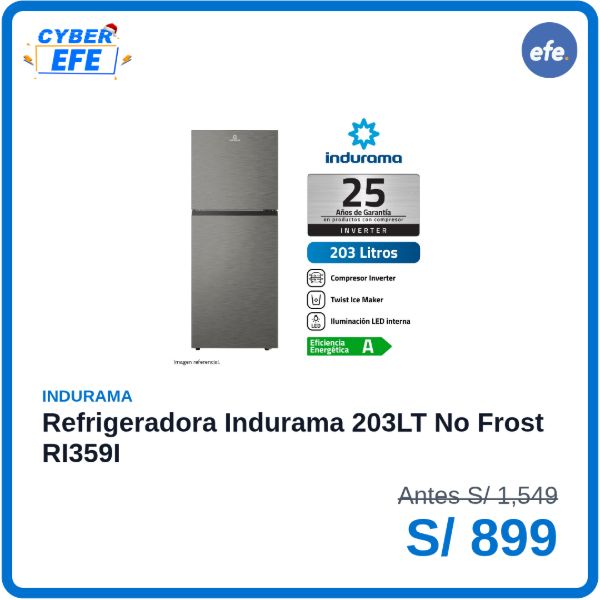 CYBER
EFE
efe.
indurama
25
Años de Garantía
en productos con compresor
INVERTER
203 Litros
Compresor Inverter
Twist Ice Maker
LED
Iluminación LED interna
Eficiencia
Energética
A
Imagen referencial.
INDURAMA
Refrigeradora Indurama 203LT No Frost
RI359I
Antes S/ 1,549
S/ 899